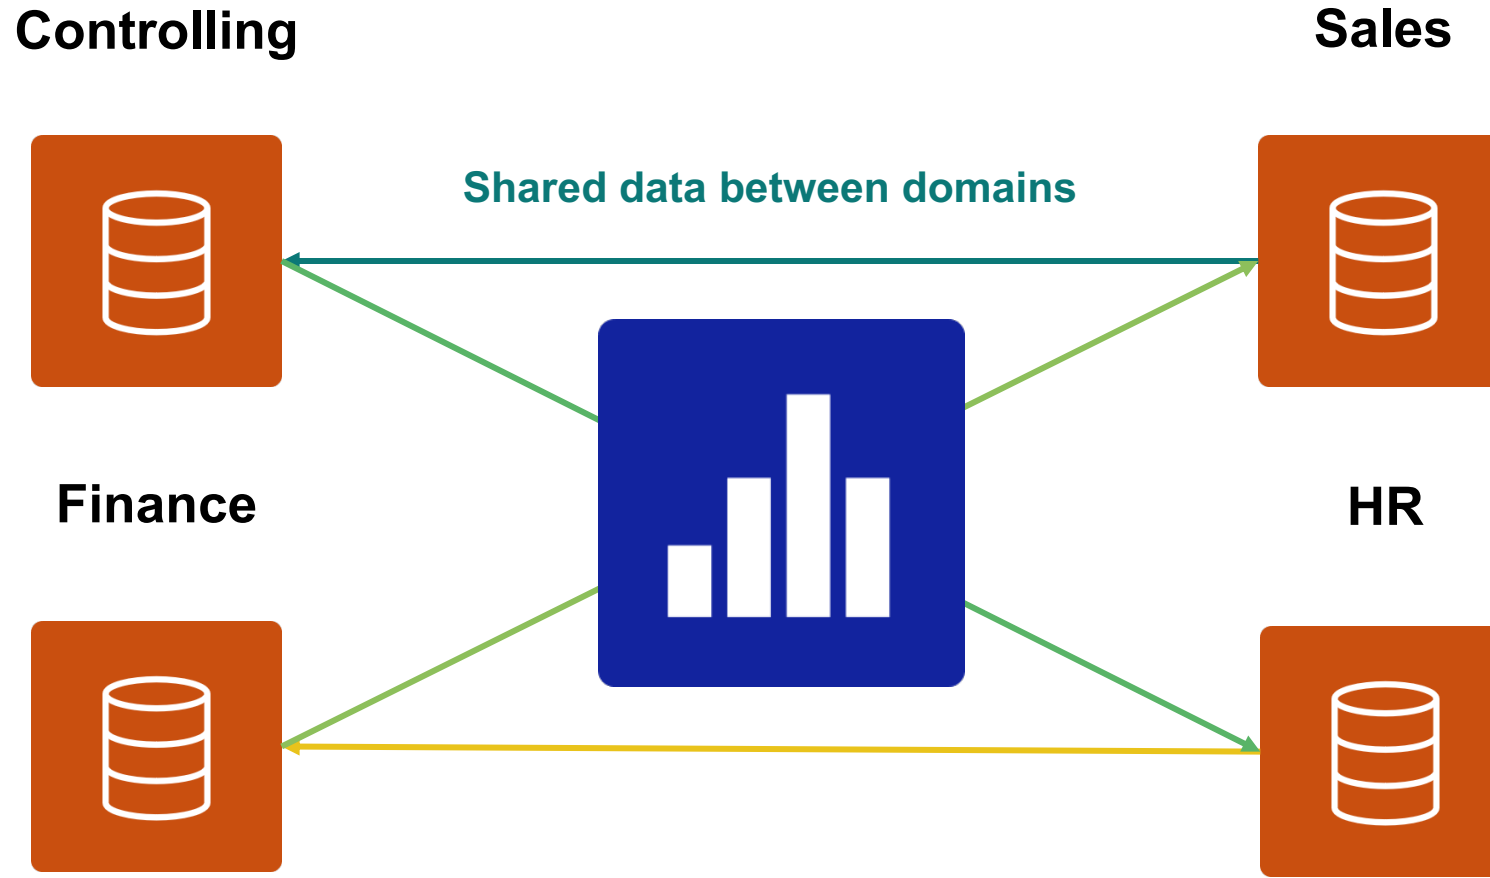 Controlling
Sales
Shared data between domains
Finance
HR